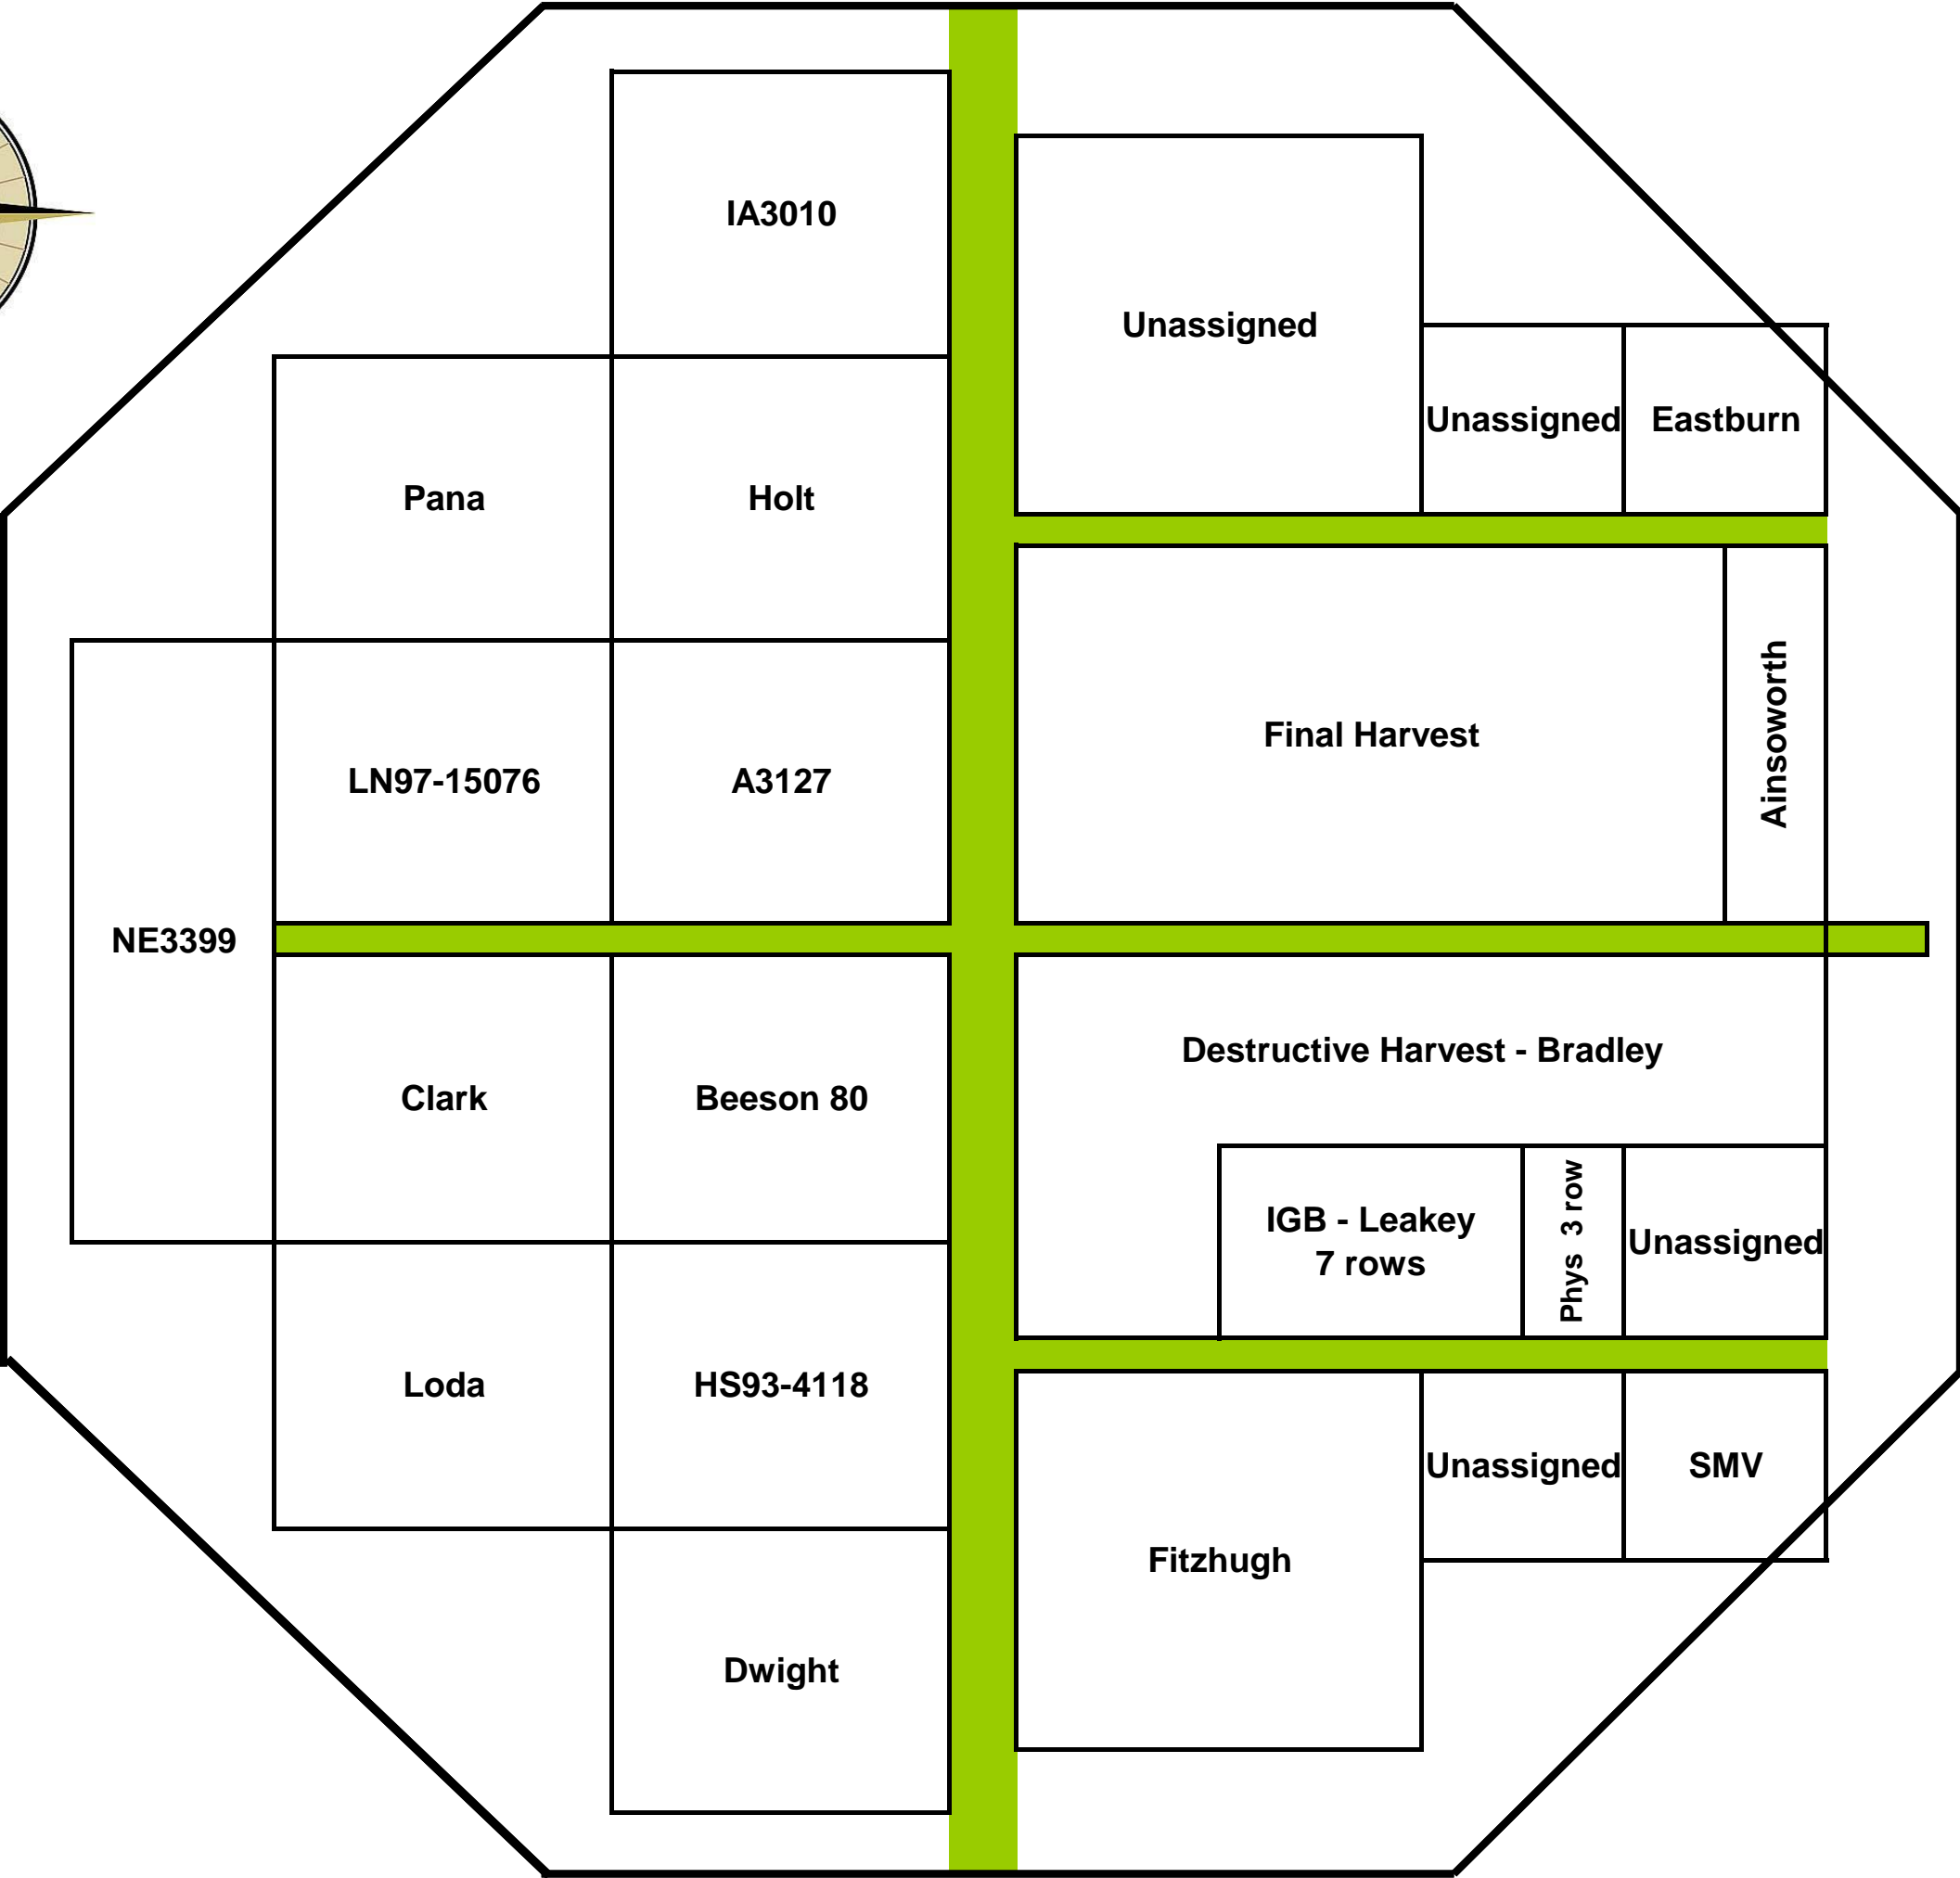 IA3010
Unassigned
Unassigned
Eastburn
Pana
Holt
Final Harvest
Ainsoworth
LN97-15076
A3127
NE3399
Destructive Harvest - Bradley
Clark
Beeson 80
IGB - Leakey
7 rows
Phys 3 row
Unassigned
Loda
HS93-4118
Unassigned
SMV
Fitzhugh
Dwight